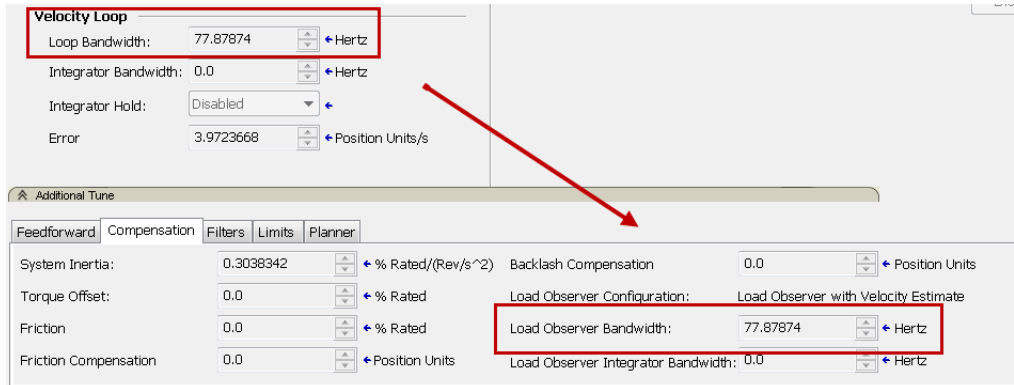 Velocity Loop
Loop Bandwidth: 77.87874 Hertz
Integrator Bandwidth: 0.0 Hertz
Integrator Hold: Disabled
Error 3.9723668 Position Units/s
Additional Tune
Feedforward Compensation Filters Limits Planner
System Inertia: 0.3038342 % Rated/(Rev/s^2) Backlash Compensation 0.0 Position Units
Torque Offset: 0.0 % Rated Load Observer Configuration: Load Observer with Velocity Estimate
Friction 0.0 % Rated Load Observer Bandwidth: 77.87874 Hertz
Friction Compensation 0.0 Position Units Load Observer Integrator Bandwidth: 0.0 Hertz